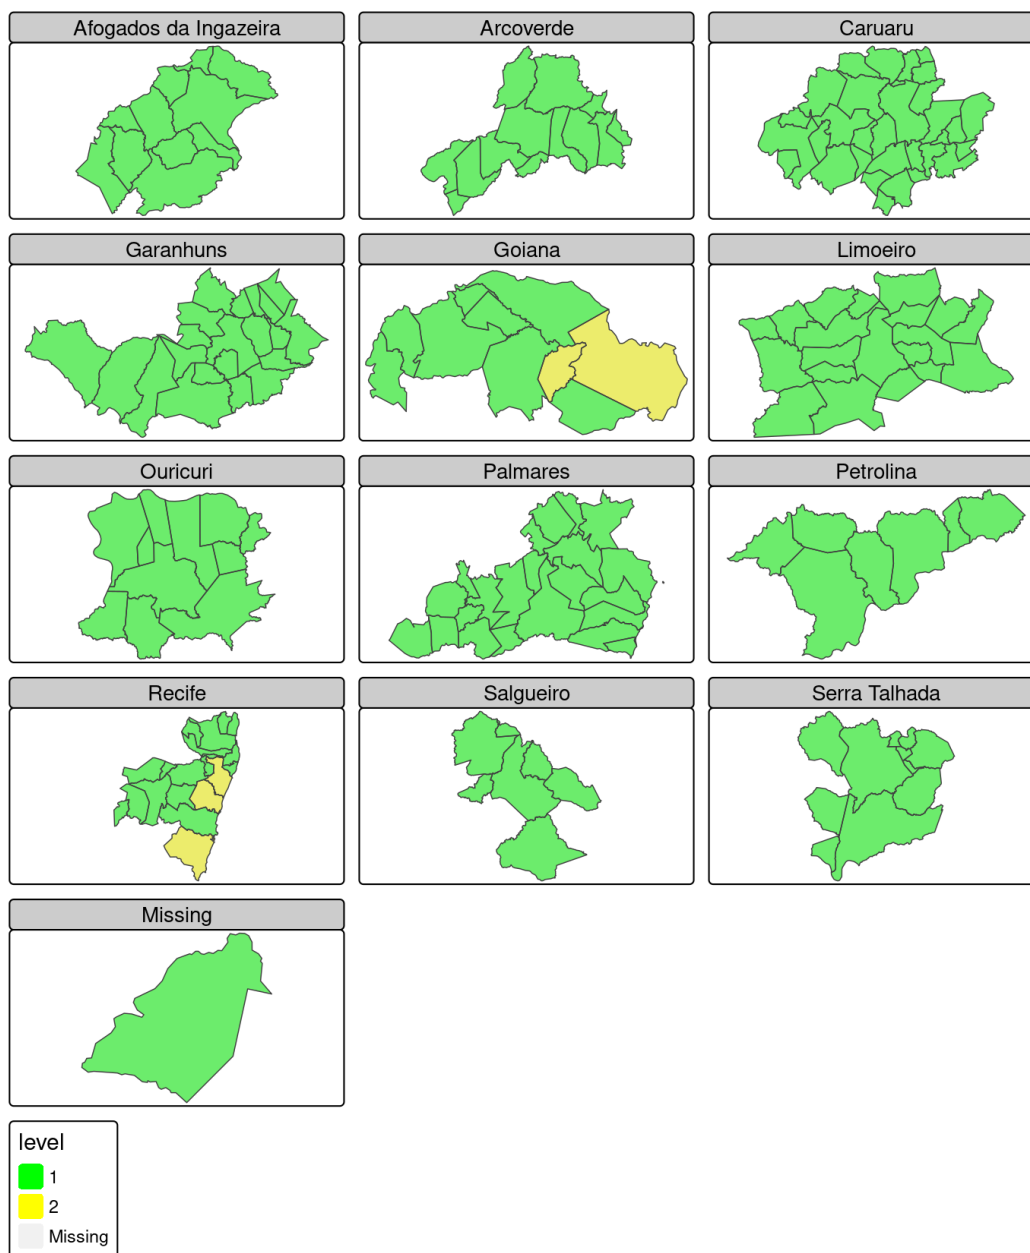 Afogados da Ingazeira
Arcoverde
Caruaru
Garanhuns
Goiana
Limoeiro
Ouricuri
Palmares
Petrolina
Recife
Salgueiro
Serra Talhada
Missing
level
1
2
Missing